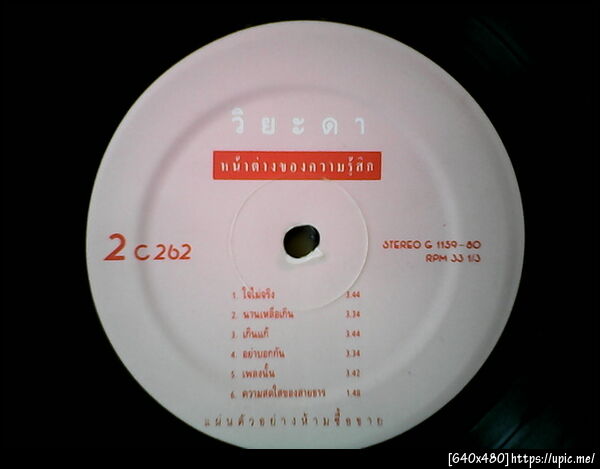 วิยะดา
หน้าต่างของความรู้สึก
2 C 262
STEREO G 1159-80
RPM 33 1/3
1. ใจไม่จริง 3.44
2. นานเหลือเกิน 3.34
3. เกินแก้ 3.44
4. อย่าบอกกัน 3.34
5. เพลงนั้น 3.42
6. ความสดใสของสายธาร 1.48
แผ่นตัวอย่างห้ามซื้อขาย
[640x480]https://upic.me/